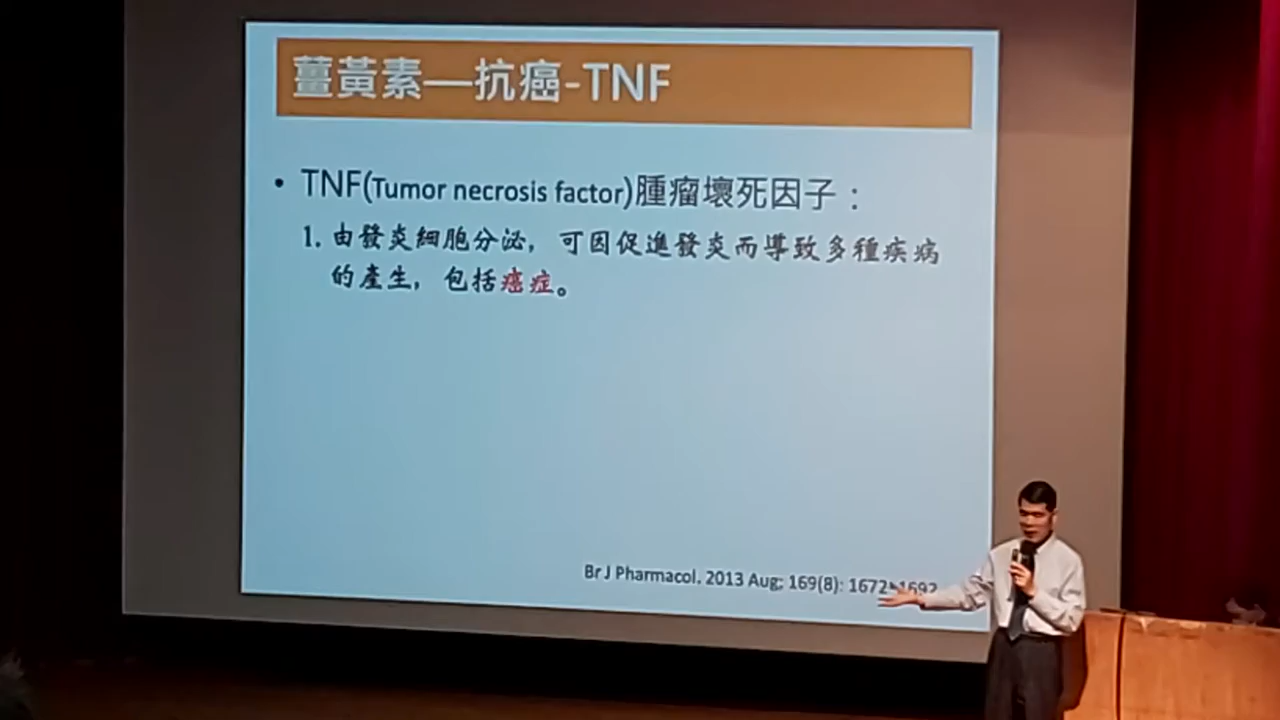 薑黃素—抗癌-TNF
• TNF(Tumor necrosis factor)腫瘤壞死因子：
1. 由發炎細胞分泌，可因促進發炎而導致多種疾病
的產生，包括癌症。
Br J Pharmacol. 2013 Aug; 169(8): 1672–1692